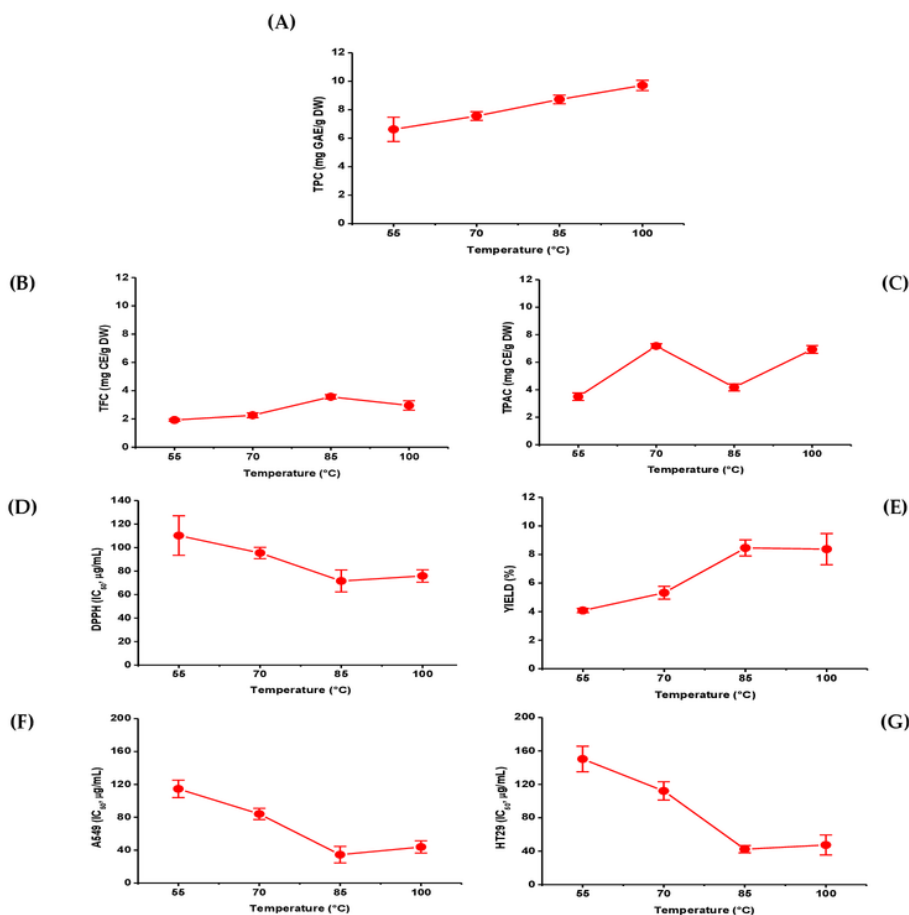 (A)
TPC (mg GAE/g DW)
12
10
8
6
4
2
0
55 70 85 100
Temperature (°C)
(B)
TFC (mg CE/g DW)
12
10
8
6
4
2
0
55 70 85 100
Temperature (°C)
(C)
TPAC (mg CE/g DW)
12
10
8
6
4
2
0
55 70 85 100
Temperature (°C)
(D)
DPPH (IC₅₀, µg/mL)
140
120
100
80
60
40
20
0
55 70 85 100
Temperature (°C)
(E)
YIELD (%)
12
10
8
6
4
2
0
55 70 85 100
Temperature (°C)
(F)
A549 (IC₅₀, µg/mL)
200
160
120
80
40
0
55 70 85 100
Temperature (°C)
(G)
HT29 (IC₅₀, µg/mL)
200
160
120
80
40
0
55 70 85 100
Temperature (°C)